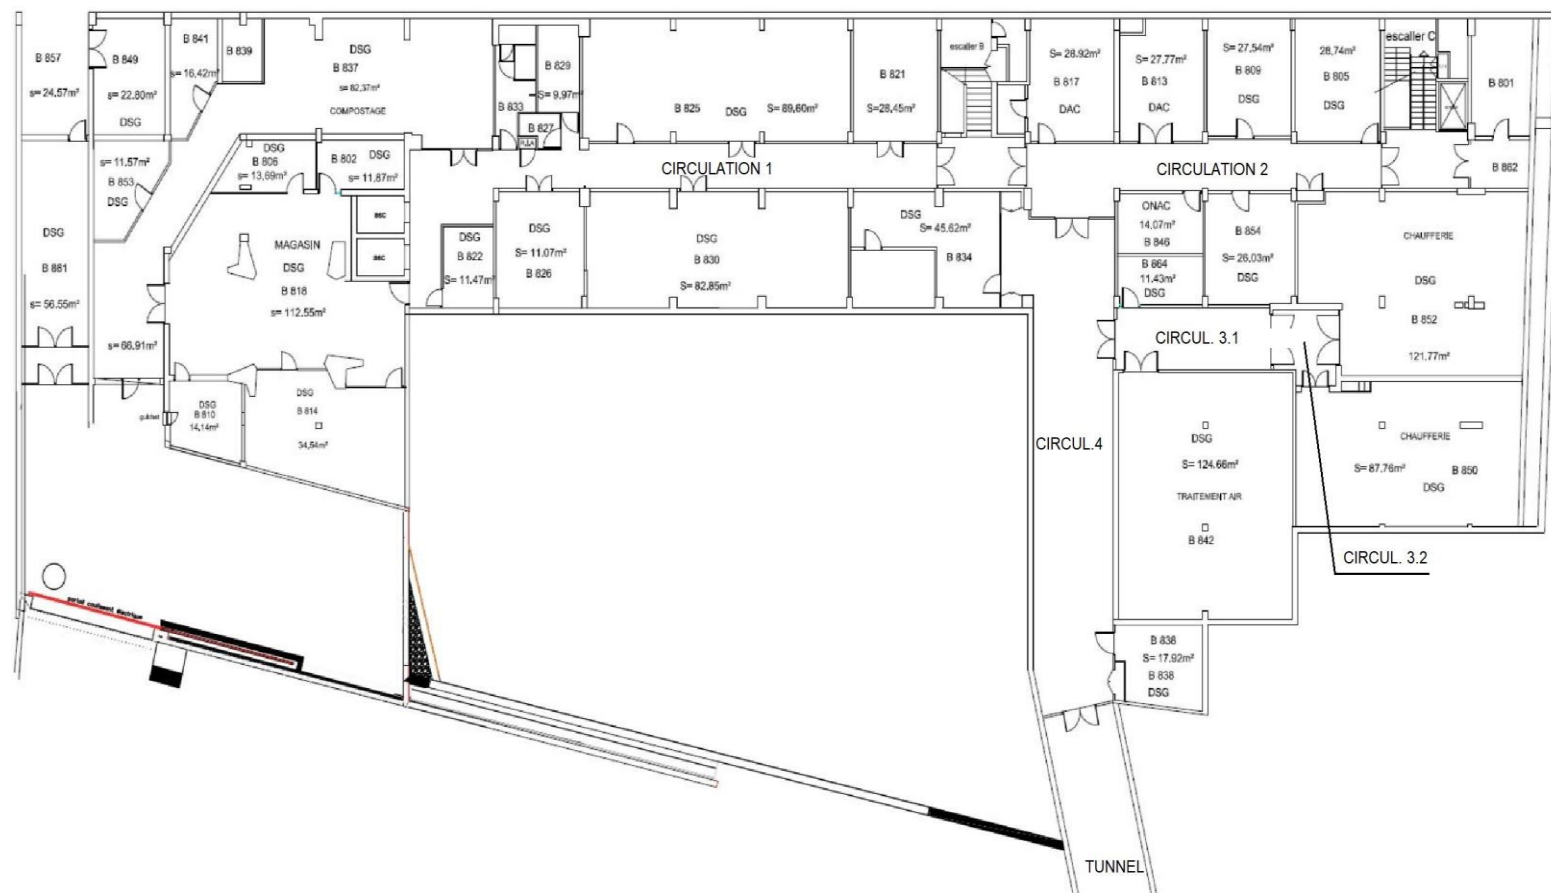 B 857
s= 24,57m²
B 849
s= 22.80m²
DSG
B 841
s= 16,42m²
B 839
DSG
B 837
s= 82,37m²
COMPOSTAGE
B 833
B 829
S= 9,97m²
B 827
R.I.A
B 825
DSG
S= 89,60m²
B 821
S=28,45m²
escalier B
S= 28.92m²
B 817
DAC
S= 27.77m²
B 813
DAC
S= 27,54m²
B 809
DSG
28,74m²
B 805
DSG
escalier C
B 801
s= 11.57m²
B 853
DSG
DSG
B 806
s= 13,69m²
B 802
DSG
s= 11.87m²
CIRCULATION 1
CIRCULATION 2
B 862
DSG
B 881
s= 56.55m²
s= 66,91m²
MAGASIN
DSG
B 818
s= 112.55m²
DSG
B 822
S= 11.47m²
DSG
S= 11.07m²
B 826
DSG
B 830
S= 82.85m²
DSG
S= 45.62m²
B 834
ONAC
14,07m²
B 846
B 864
11.43m²
DSG
B 854
S= 26,03m²
DSG
CHAUFFERIE
DSG
B 852
121,77m²
CIRCUL. 3.1
DSG
B 810
14,14m²
guichet
DSG
B 814
34,54m²
CIRCUL.4
DSG
S= 124.66m²
TRAITEMENT AIR
B 842
CHAUFFERIE
S= 87,76m²
B 850
DSG
CIRCUL. 3.2
portail coulissant électrique
B 838
S= 17.92m²
B 838
DSG
TUNNEL